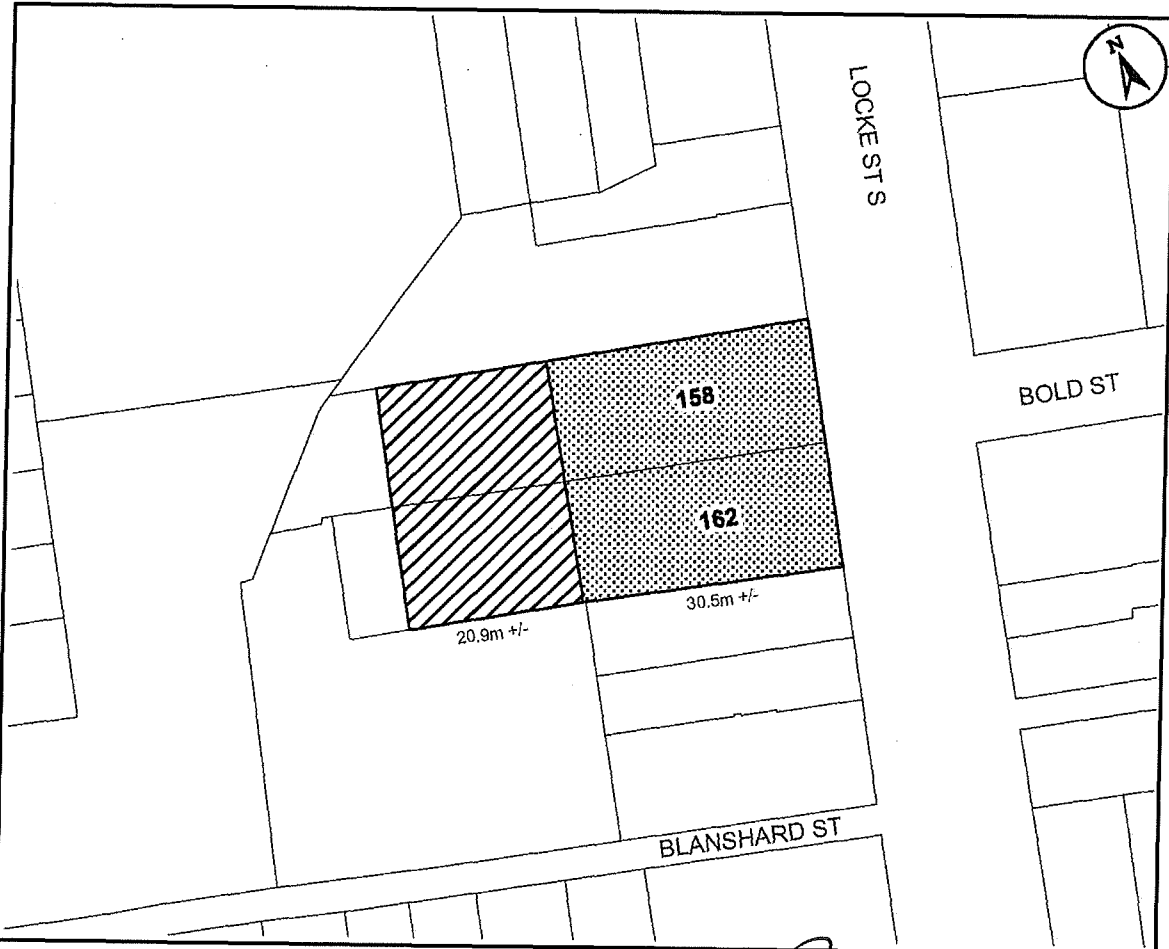 N
LOCKE ST S
BOLD ST
158
162
30.5m +/-
20.9m +/-
BLANSHARD ST